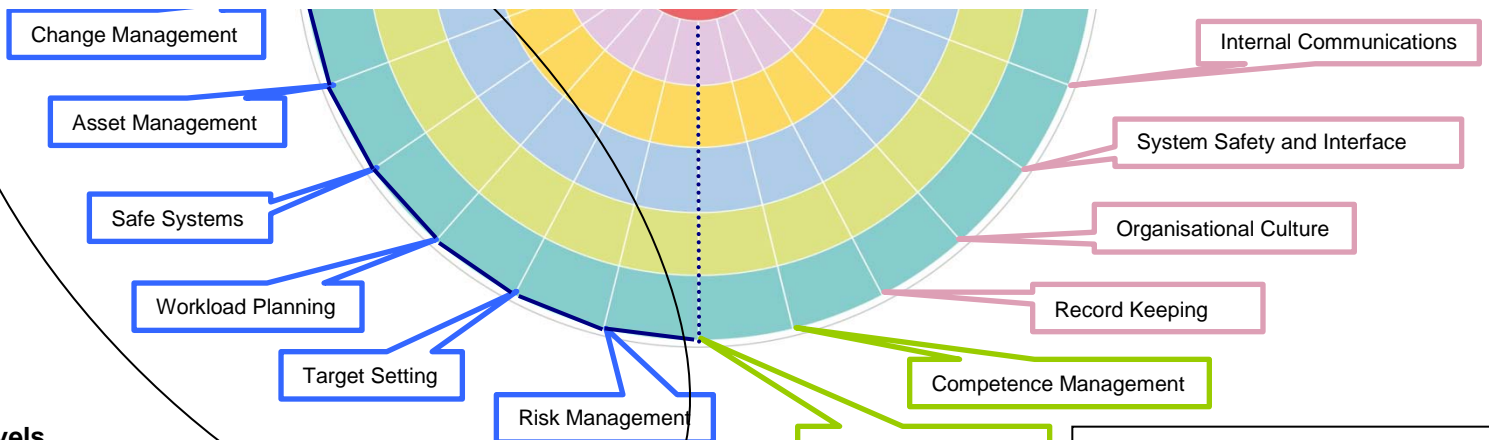 Change Management
Internal Communications
Asset Management
System Safety and Interface
Safe Systems
Organisational Culture
Workload Planning
Record Keeping
Target Setting
Competence Management
Risk Management